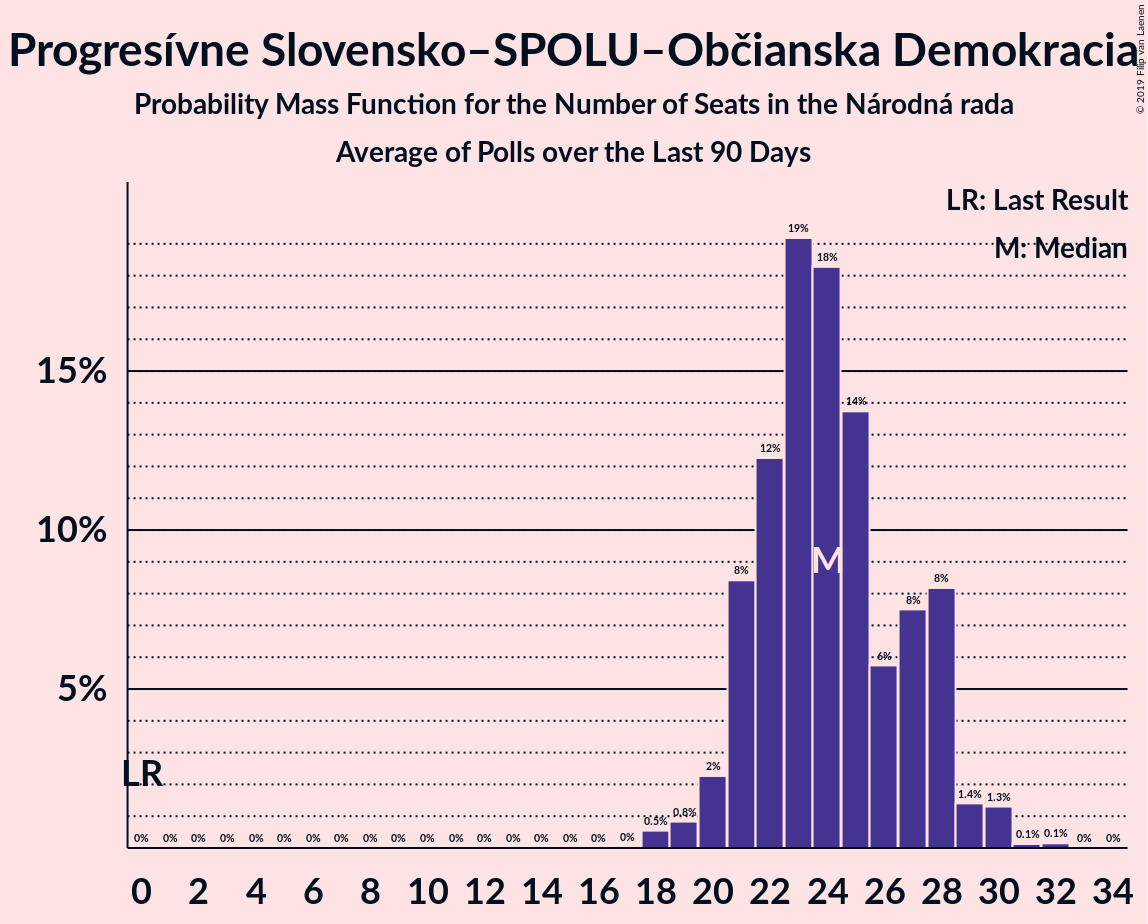 Progresívne Slovensko–SPOLU–Občianska Demokracia
Probability Mass Function for the Number of Seats in the Národná rada
Average of Polls over the Last 90 Days
© 2019 Filip van Laenen
LR: Last Result
M: Median
15%
10%
5%
LR
M
0% 0% 0% 0% 0% 0% 0% 0% 0% 0% 0% 0% 0% 0% 0% 0% 0% 0% 0.5% 0.8% 2% 8% 12% 19% 18% 14% 6% 8% 8% 1.4% 1.3% 0.1% 0.1% 0% 0%
0 2 4 6 8 10 12 14 16 18 20 22 24 26 28 30 32 34